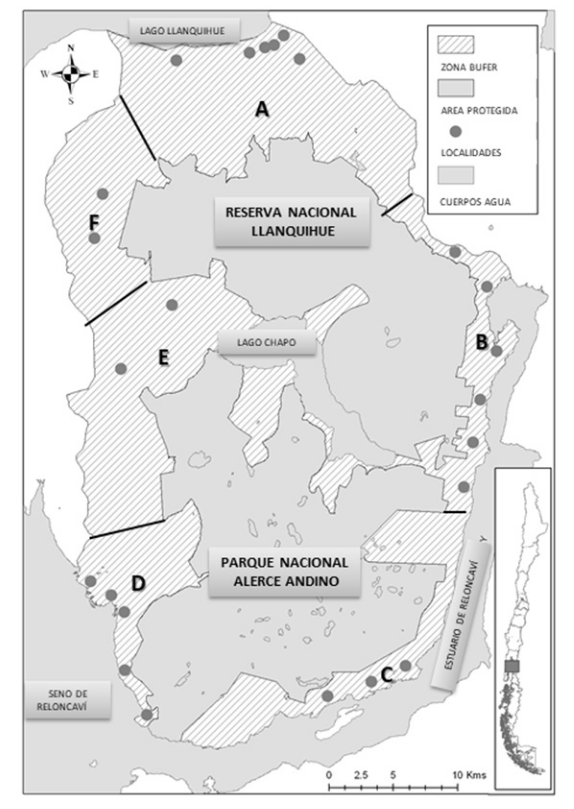 LAGO LLANQUIHUE
N
W E
S
ZONA BUFER
AREA PROTEGIDA
LOCALIDADES
CUERPOS AGUA
A
F
RESERVA NACIONAL
LLANQUIHUE
B
LAGO CHAPO
E
PARQUE NACIONAL
ALERCE ANDINO
D
ESTUARIO DE RELONCAVÍ
C
SENO DE
RELONCAVÍ
0 2.5 5 10 Kms